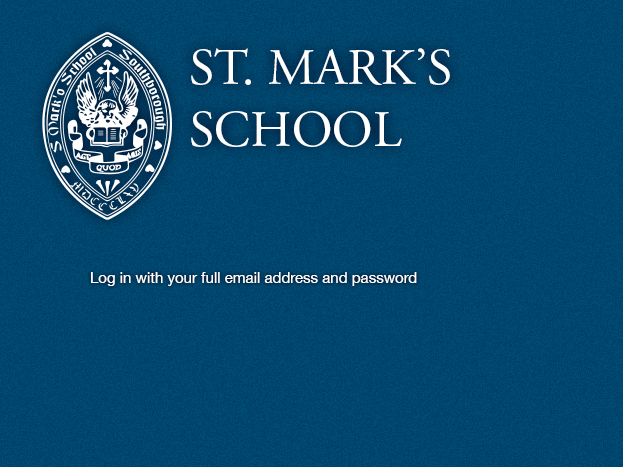 ST. MARK'S
SCHOOL
S Mark's School Southborough
AGE QUOD AGIS
MDCCCLXV
Log in with your full email address and password